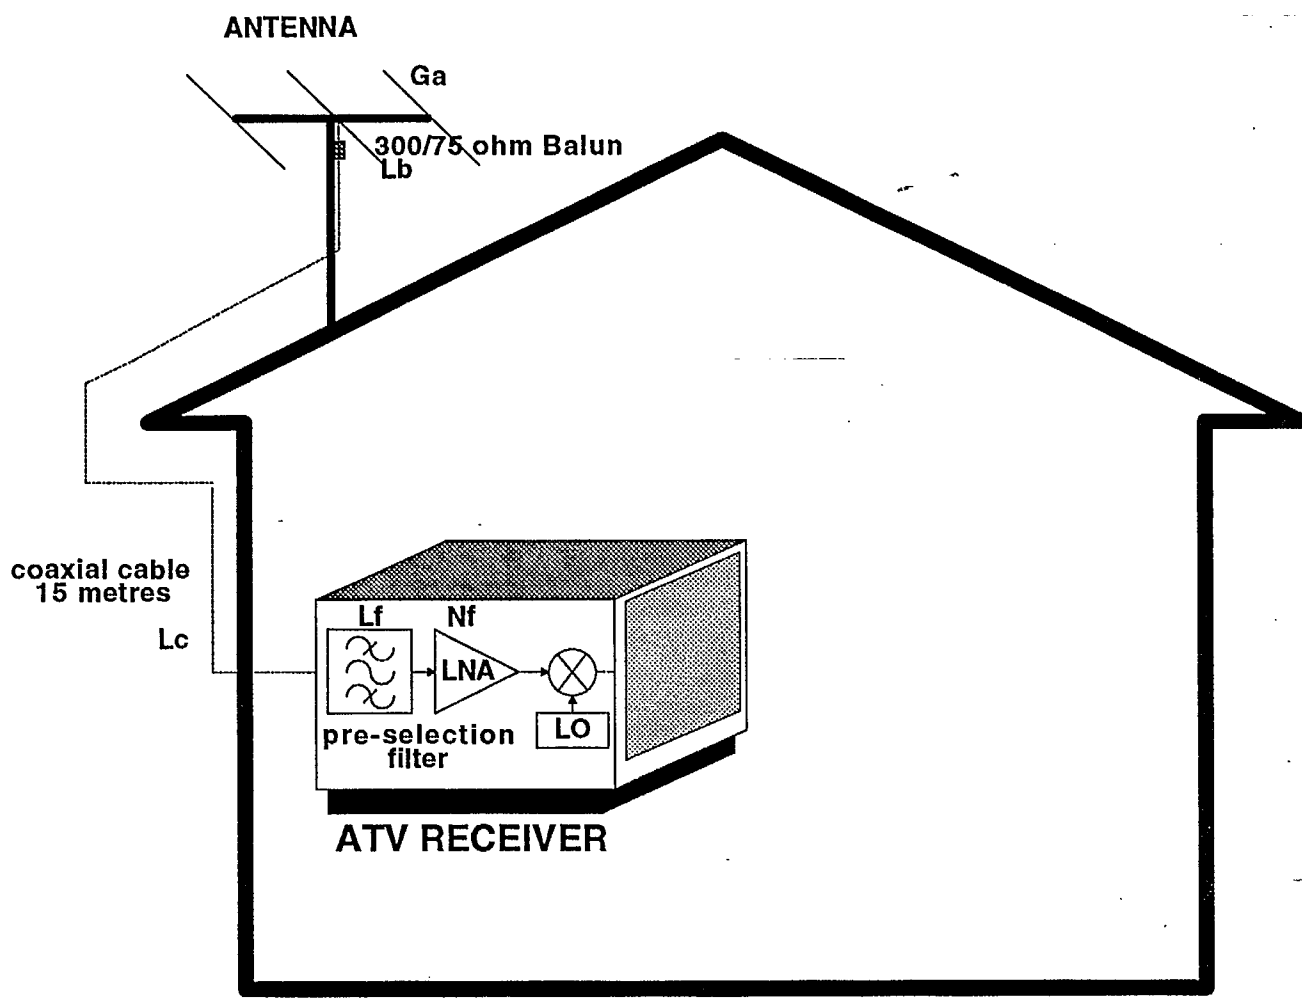 ANTENNA
Ga
300/75 ohm Balun
Lb
coaxial cable
15 metres
Lc
Lf
Nf
LNA
LO
pre-selection
filter
ATV RECEIVER